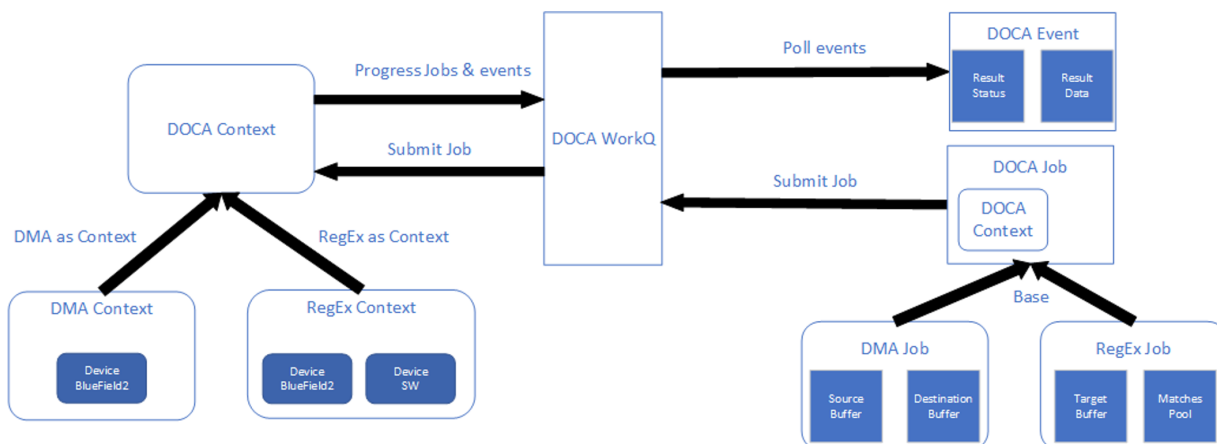 DOCA Context
Progress Jobs & events
Submit Job
DMA as Context
RegEx as Context
DMA Context
Device
BlueField2
RegEx Context
Device
BlueField2
Device
SW
DOCA WorkQ
Poll events
Submit Job
DOCA Event
Result
Status
Result
Data
DOCA Job
DOCA
Context
Base
DMA Job
Source
Buffer
Destination
Buffer
RegEx Job
Target
Buffer
Matches
Pool